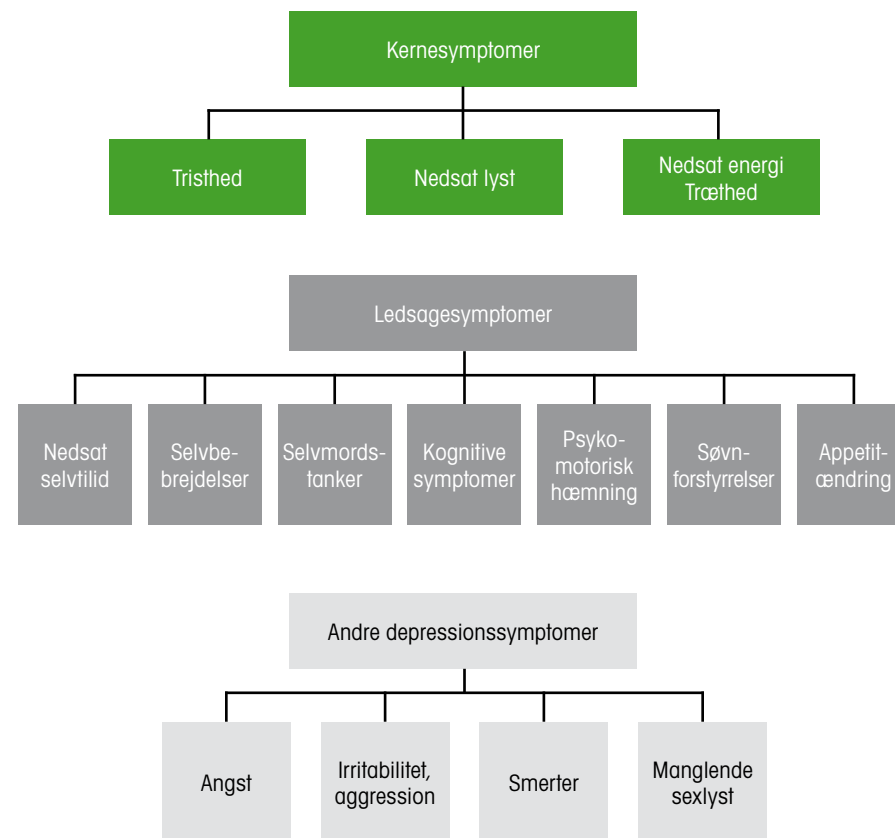 Kernesymptomer
Tristhed
Nedsat lyst
Nedsat energi
Træthed
Ledsagesymptomer
Nedsat
selvtilid
Selvbe-
brejdelser
Selvmords-
tanker
Kognitive
symptomer
Psyko-
motorisk
hæmning
Søvn-
forstyrrelser
Appetit-
ændring
Andre depressionssymptomer
Angst
Irritabilitet,
aggression
Smerter
Manglende
sexlyst